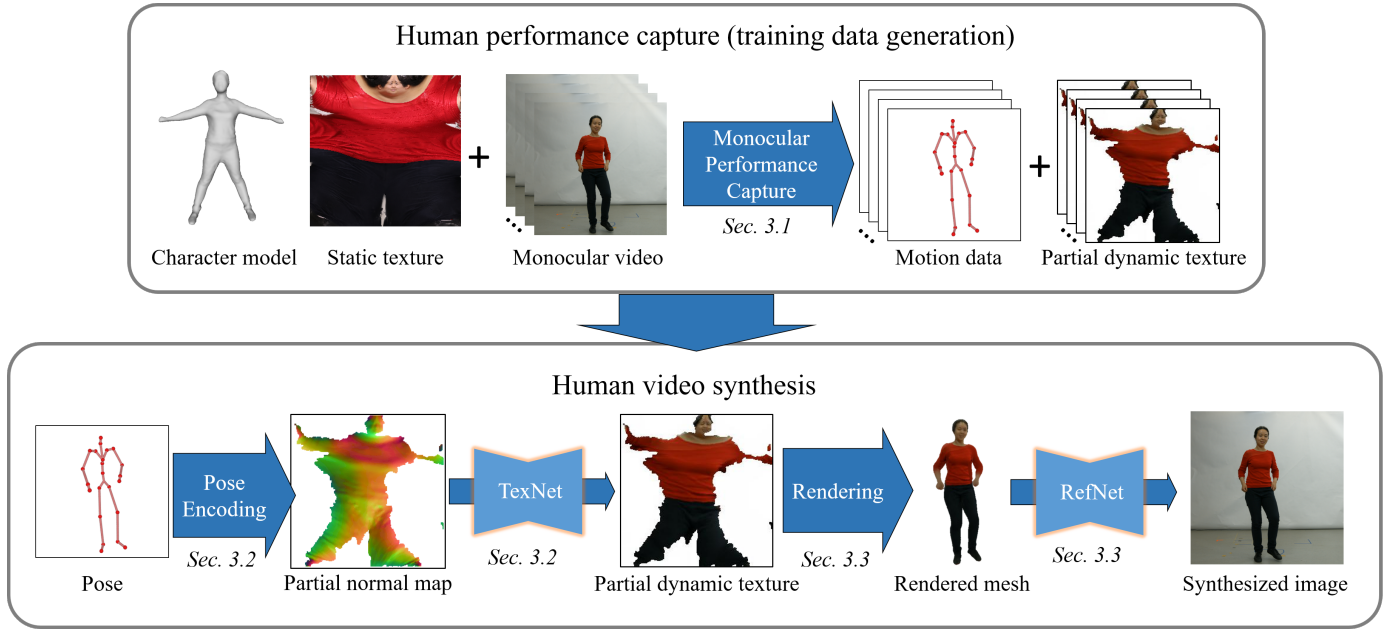 Human performance capture (training data generation)
+
Monocular
Performance
Capture
Sec. 3.1
+
Character model
Static texture
Monocular video
Motion data
Partial dynamic texture
Human video synthesis
Pose
Encoding
Sec. 3.2
TexNet
Sec. 3.2
Rendering
Sec. 3.3
RefNet
Sec. 3.3
Pose
Partial normal map
Partial dynamic texture
Rendered mesh
Synthesized image